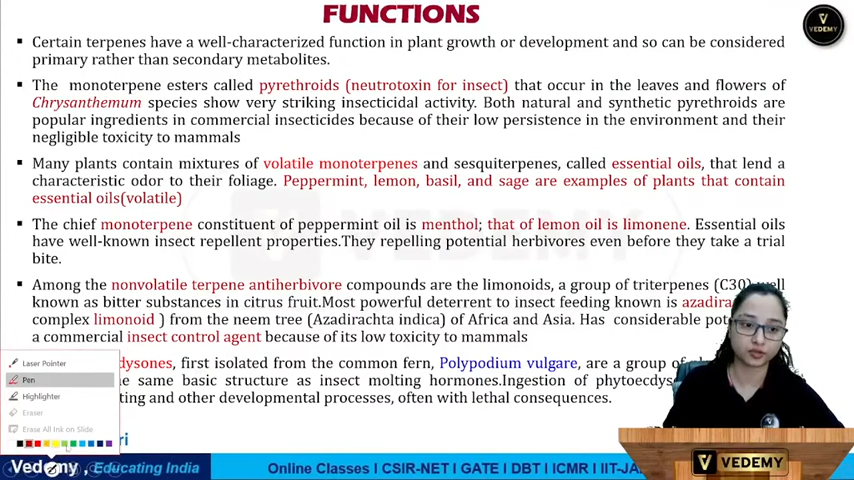 FUNCTIONS
VEDEMY
▪ Certain terpenes have a well-characterized function in plant growth or development and so can be considered
primary rather than secondary metabolites.
▪ The monoterpene esters called pyrethroids (neutrotoxin for insect) that occur in the leaves and flowers of
Chrysanthemum species show very striking insecticidal activity. Both natural and synthetic pyrethroids are
popular ingredients in commercial insecticides because of their low persistence in the environment and their
negligible toxicity to mammals
▪ Many plants contain mixtures of volatile monoterpenes and sesquiterpenes, called essential oils, that lend a
characteristic odor to their foliage. Peppermint, lemon, basil, and sage are examples of plants that contain
essential oils(volatile)
▪ The chief monoterpene constituent of peppermint oil is menthol; that of lemon oil is limonene. Essential oils
have well-known insect repellent properties.They repelling potential herbivores even before they take a trial
bite.
▪ Among the nonvolatile terpene antiherbivore compounds are the limonoids, a group of triterpenes (C30)
known as bitter substances in citrus fruit.Most powerful deterrent to insect feeding known is
complex limonoid ) from the neem tree (Azadirachta indica) of Africa and Asia. Has considerable
a commercial insect control agent because of its low toxicity to mammals
first isolated from the common fern, Polypodium vulgare, are a group of
same basic structure as insect molting hormones.Ingestion of
and other developmental processes, often with lethal consequences.
Laser Pointer
Pen
Highlighter
Eraser
Erase All Ink on Slide
Vedemy , Educating India
Online Classes I CSIR-NET I GATE I DBT I ICMR I
VEDEMY